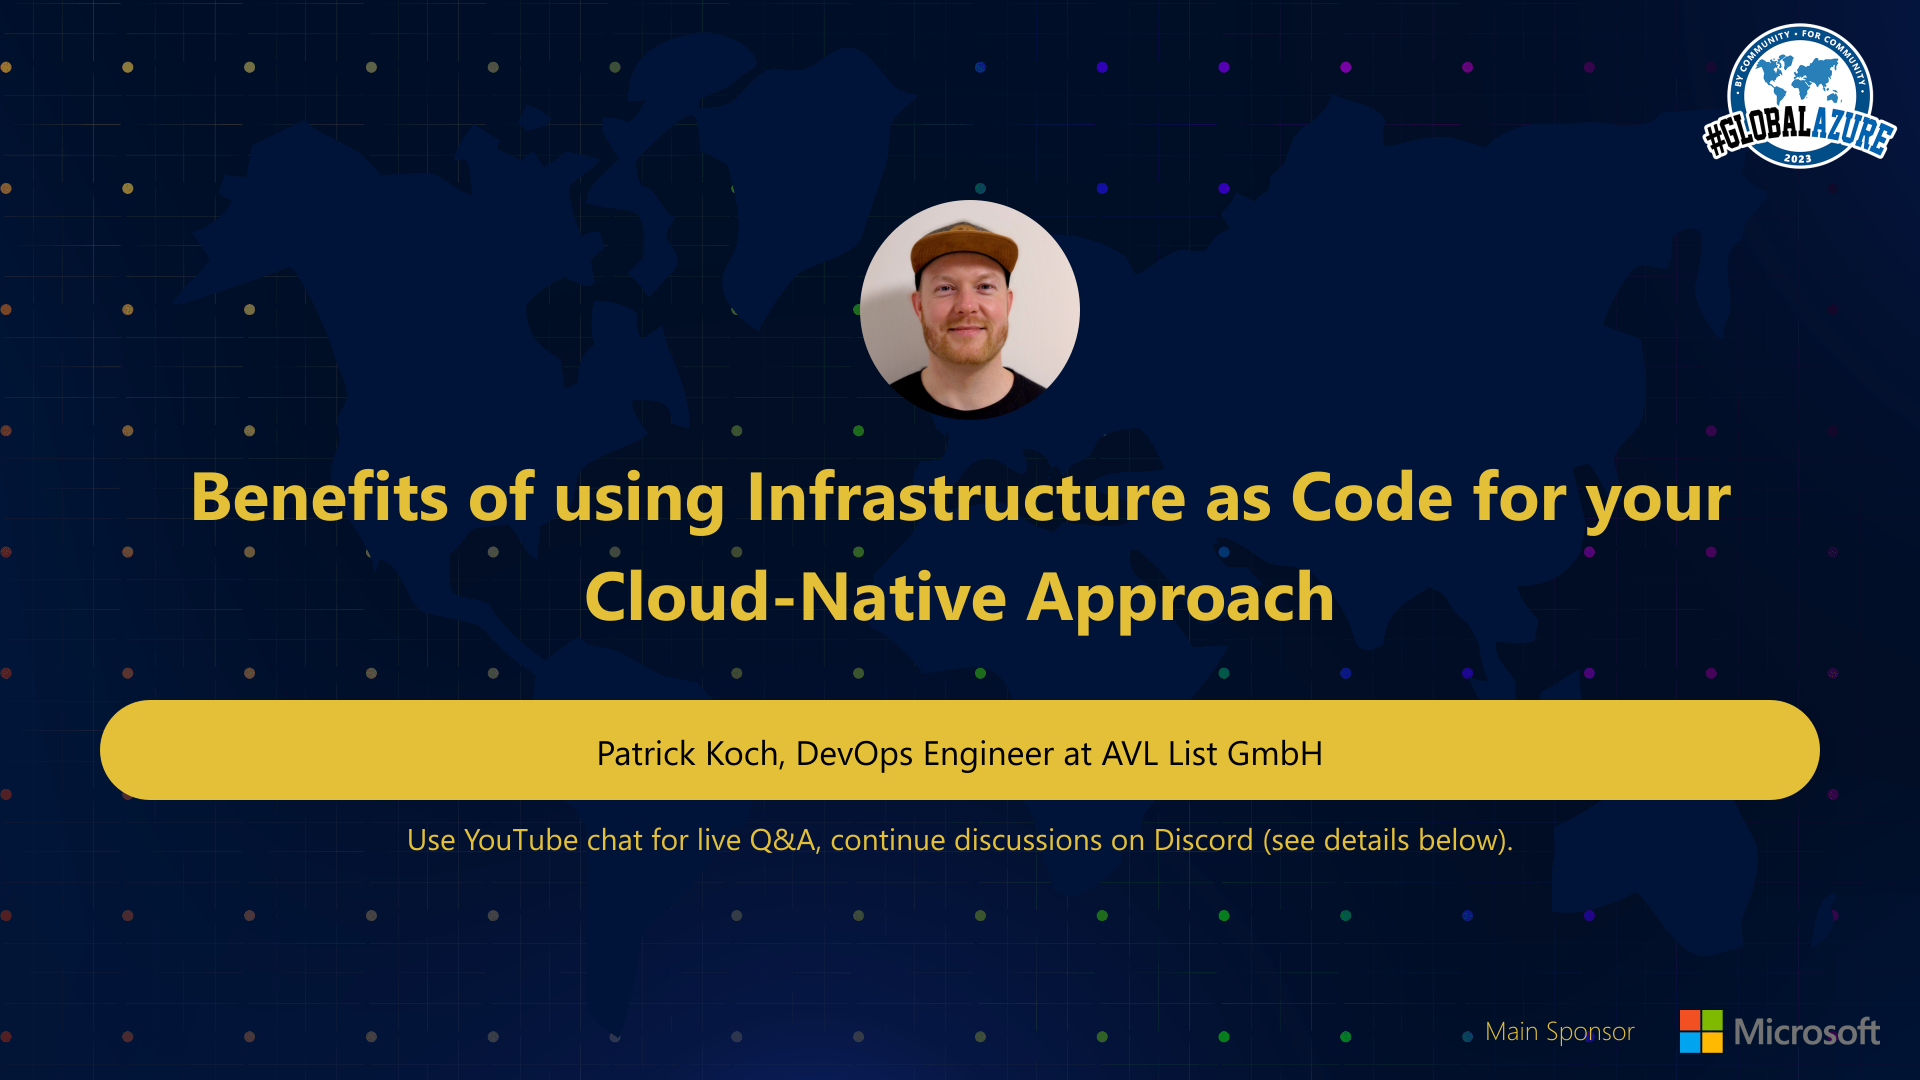 • BY COMMUNITY • FOR COMMUNITY •
#GLOBALAZURE
2023
Benefits of using Infrastructure as Code for your
Cloud-Native Approach
Patrick Koch, DevOps Engineer at AVL List GmbH
Use YouTube chat for live Q&A, continue discussions on Discord (see details below).
Main Sponsor
Microsoft